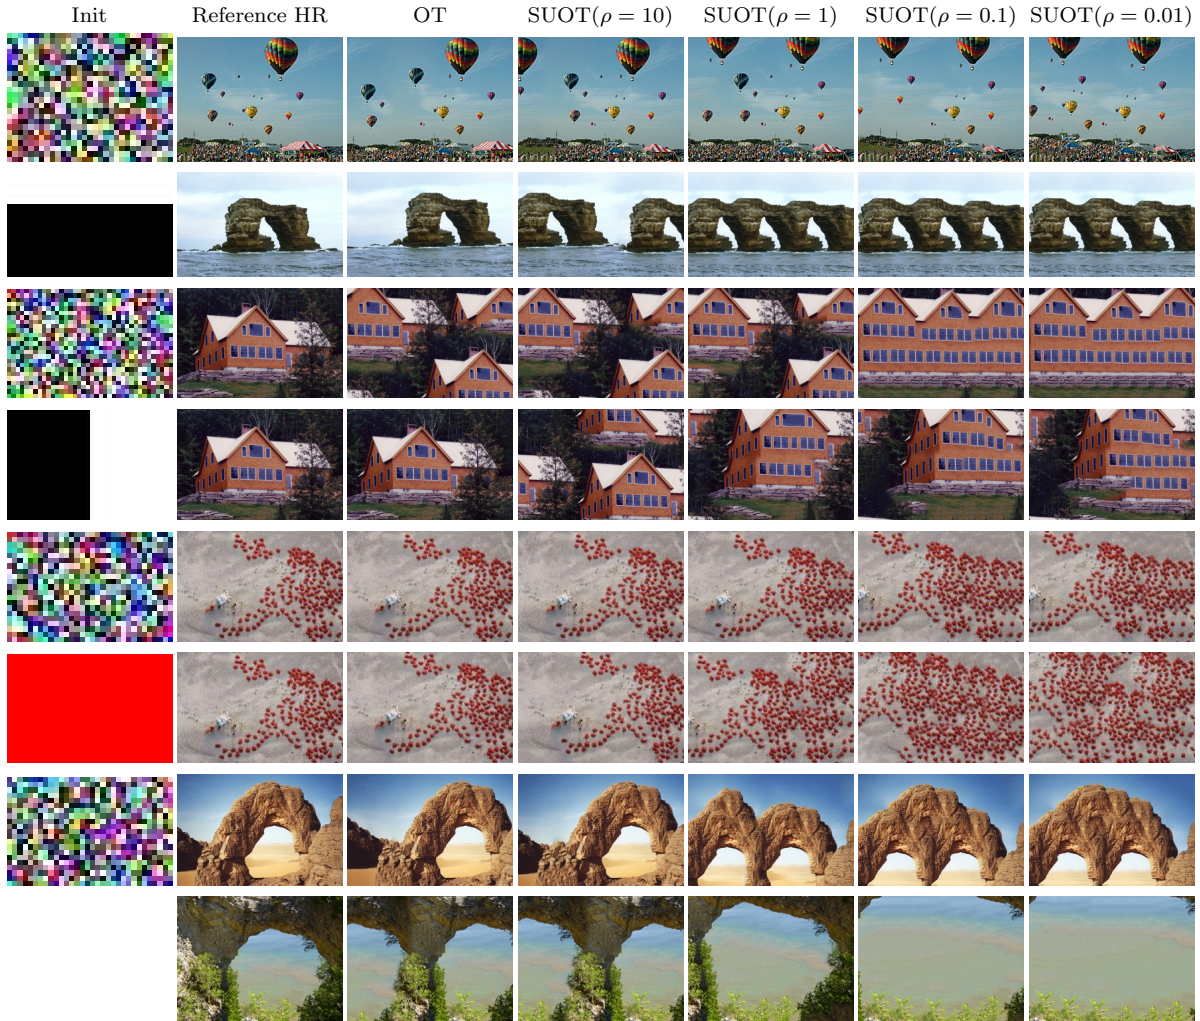 Init Reference HR OT SUOT(ρ = 10) SUOT(ρ = 1) SUOT(ρ = 0.1) SUOT(ρ = 0.01)